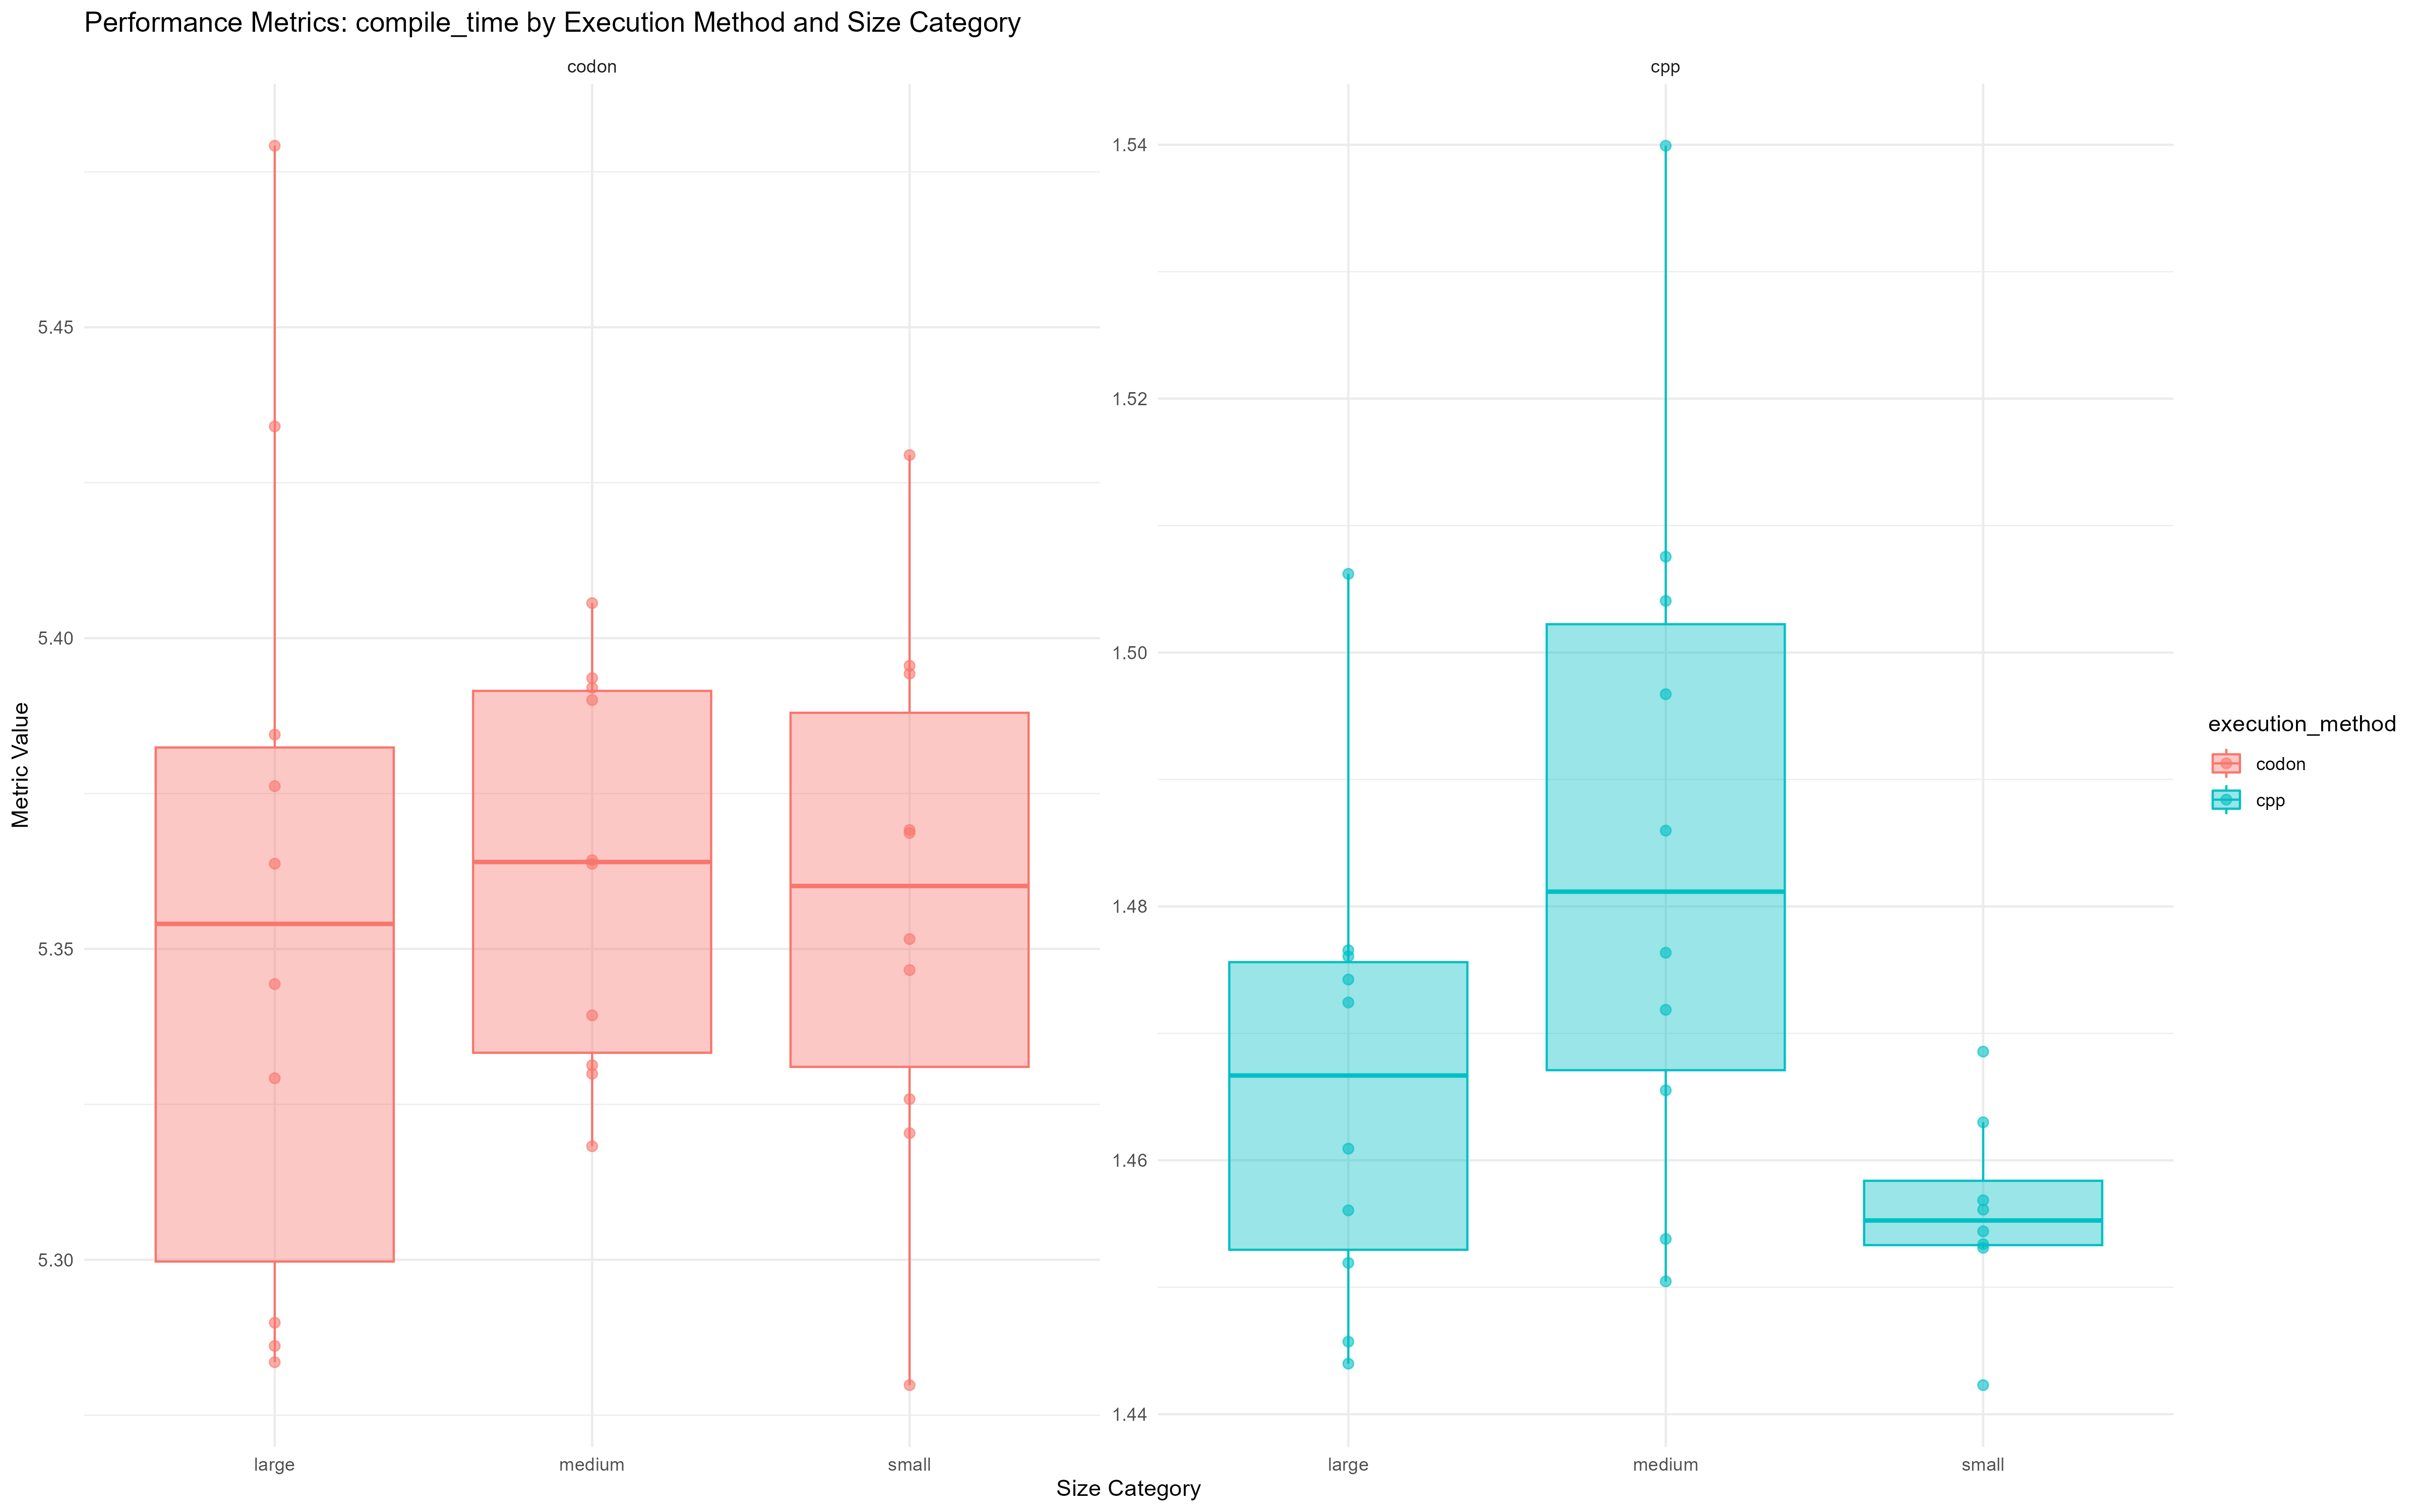 Performance Metrics: compile_time by Execution Method and Size Category
codon
cpp
Metric Value
5.45
5.40
5.35
5.30
1.54
1.52
1.50
1.48
1.46
1.44
large
medium
small
large
medium
small
Size Category
execution_method
codon
cpp